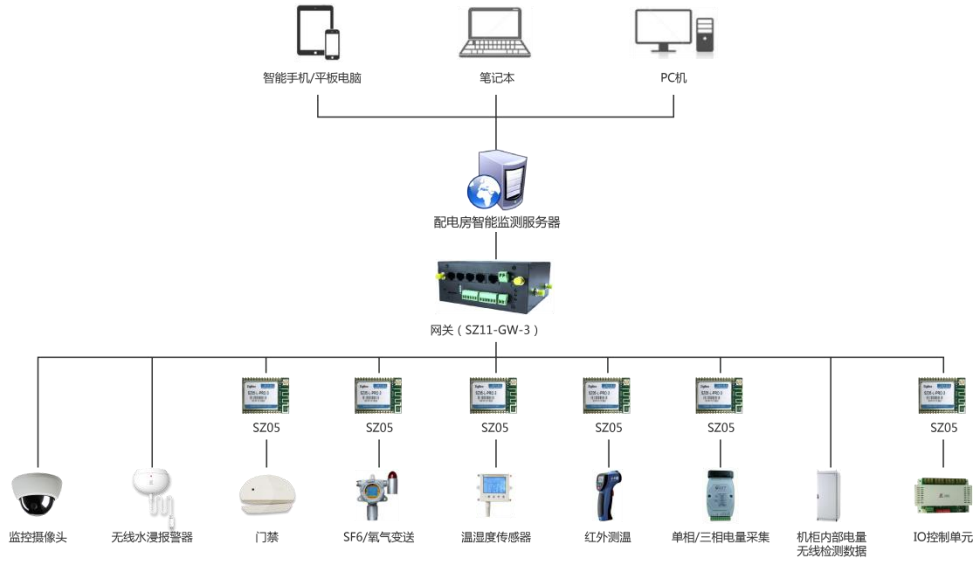 智能手机/平板电脑
笔记本
PC机
配电房智能监测服务器
网关（SZ11-GW-3）
SZ05
SZ05
SZ05
SZ05
SZ05
SZ05
监控摄像头
无线水浸报警器
门禁
SF6/氧气变送
温湿度传感器
红外测温
单相/三相电量采集
机柜内部电量
无线检测数据
IO控制单元